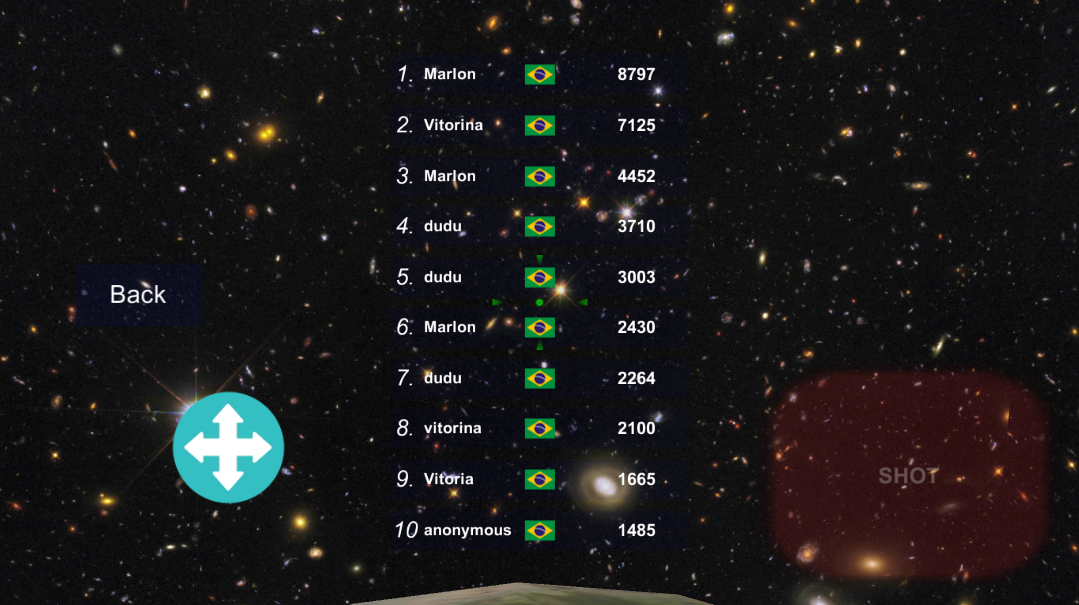 1. Marlon 8797
2. Vitorina 7125
3. Marlon 4452
4. dudu 3710
5. dudu 3003
Back
6. Marlon 2430
7. dudu 2264
8. vitorina 2100
9. Vitoria 1665
SHOT
10 anonymous 1485